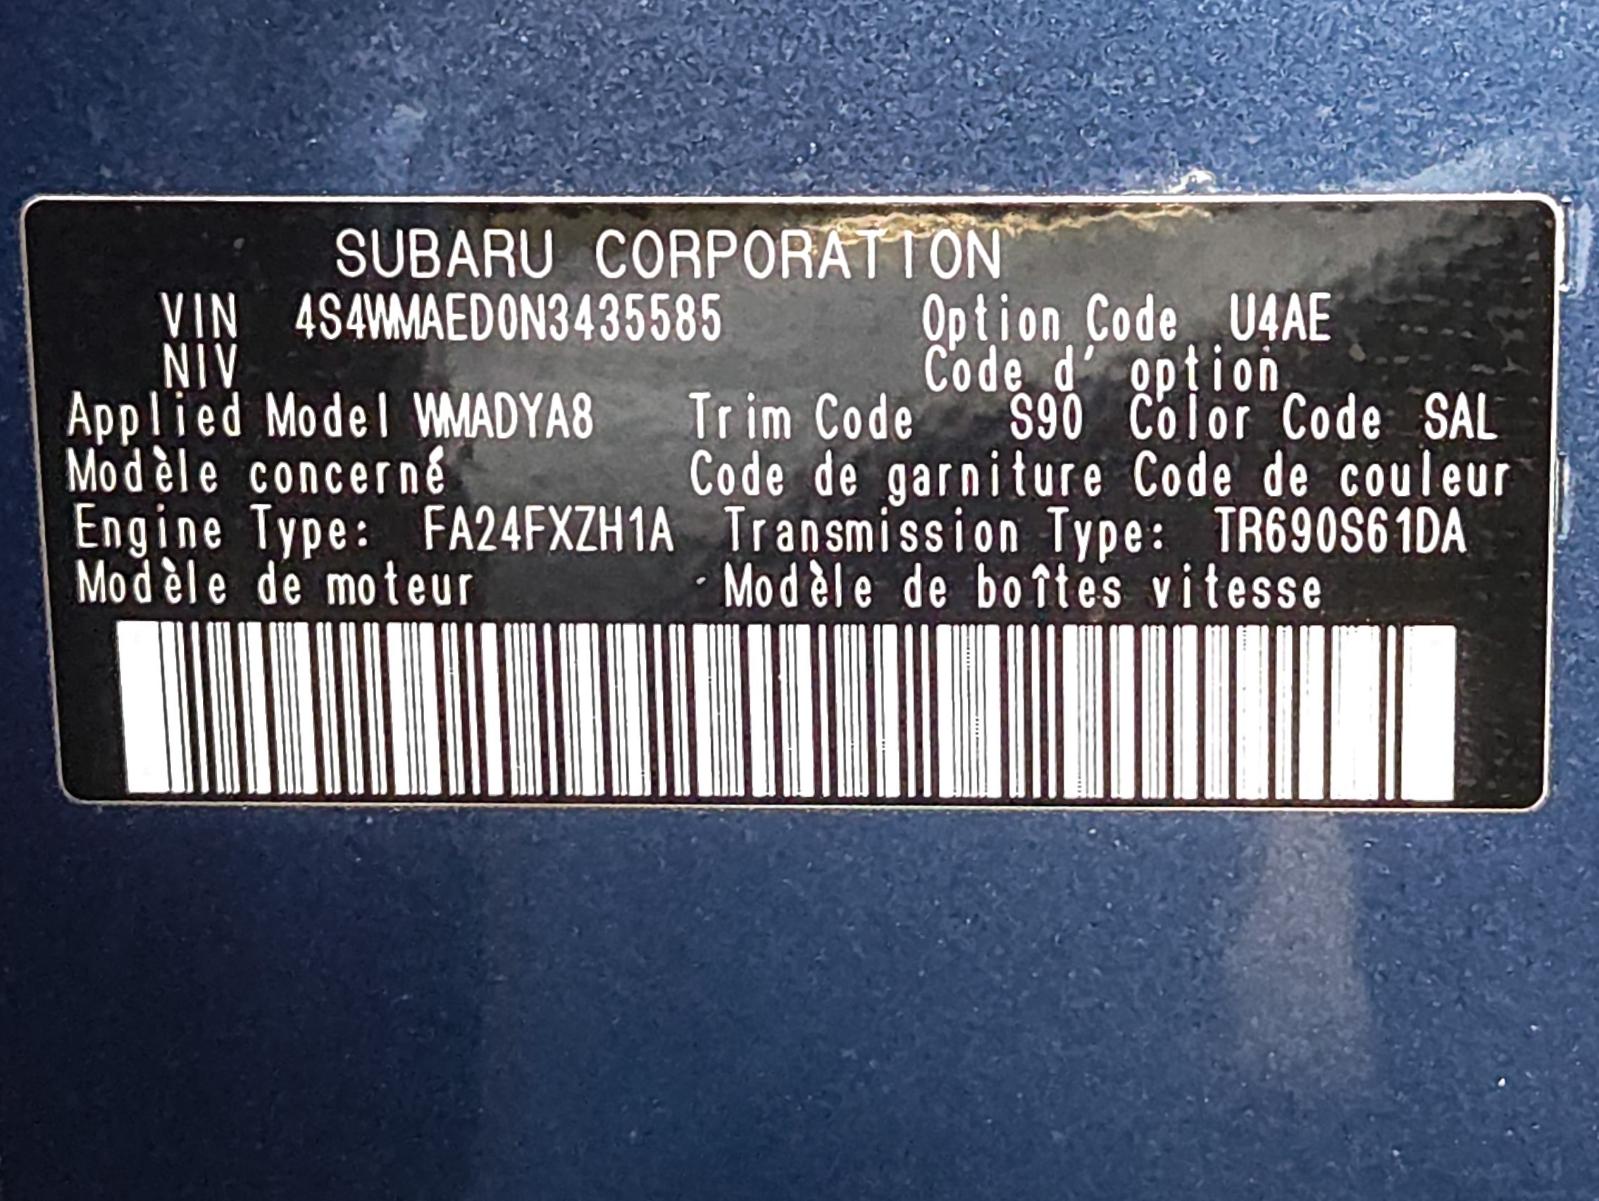 SUBARU CORPORATION
VIN 4S4WMAED0N3435585 Option Code U4AE
NIV Code d' option
Applied Model WMADYA8 Trim Code S90 Color Code SAL
Modèle concerné Code de garniture Code de couleur
Engine Type: FA24FXZH1A Transmission Type: TR690S61DA
Modèle de moteur Modèle de boîtes vitesse